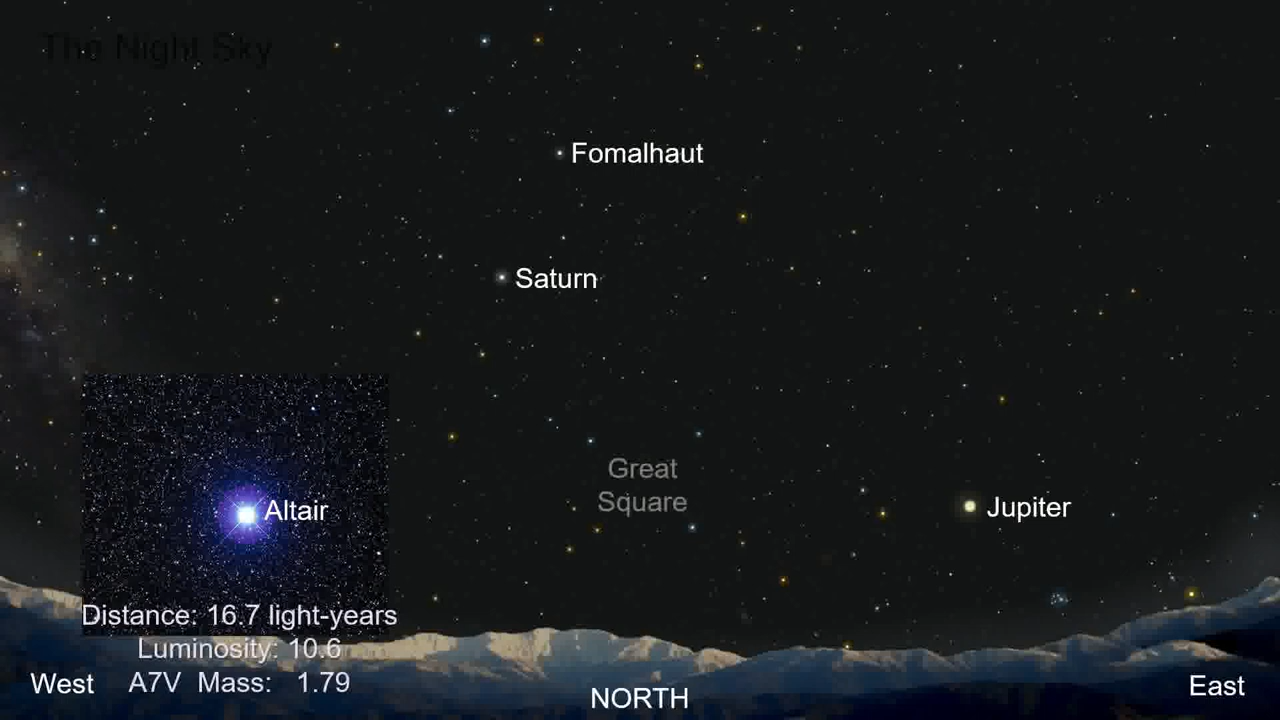 The Night Sky
Fomalhaut
Saturn
Great
Square
Jupiter
Altair
Distance: 16.7 light-years
Luminosity: 10.6
A7V Mass: 1.79
West
NORTH
East